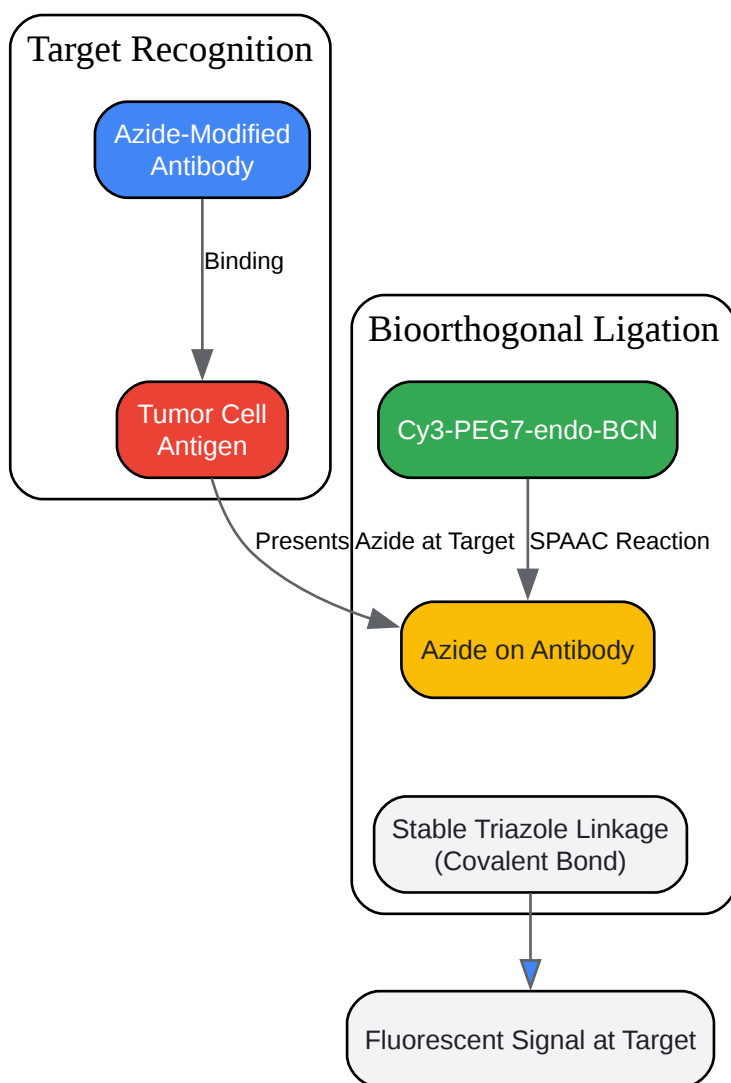 Target Recognition
Azide-Modified
Antibody
Binding
Bioorthogonal Ligation
Tumor Cell
Antigen
Cy3-PEG7-endo-BCN
Presents Azide at Target
SPAAC Reaction
Azide on Antibody
Stable Triazole Linkage
(Covalent Bond)
Fluorescent Signal at Target